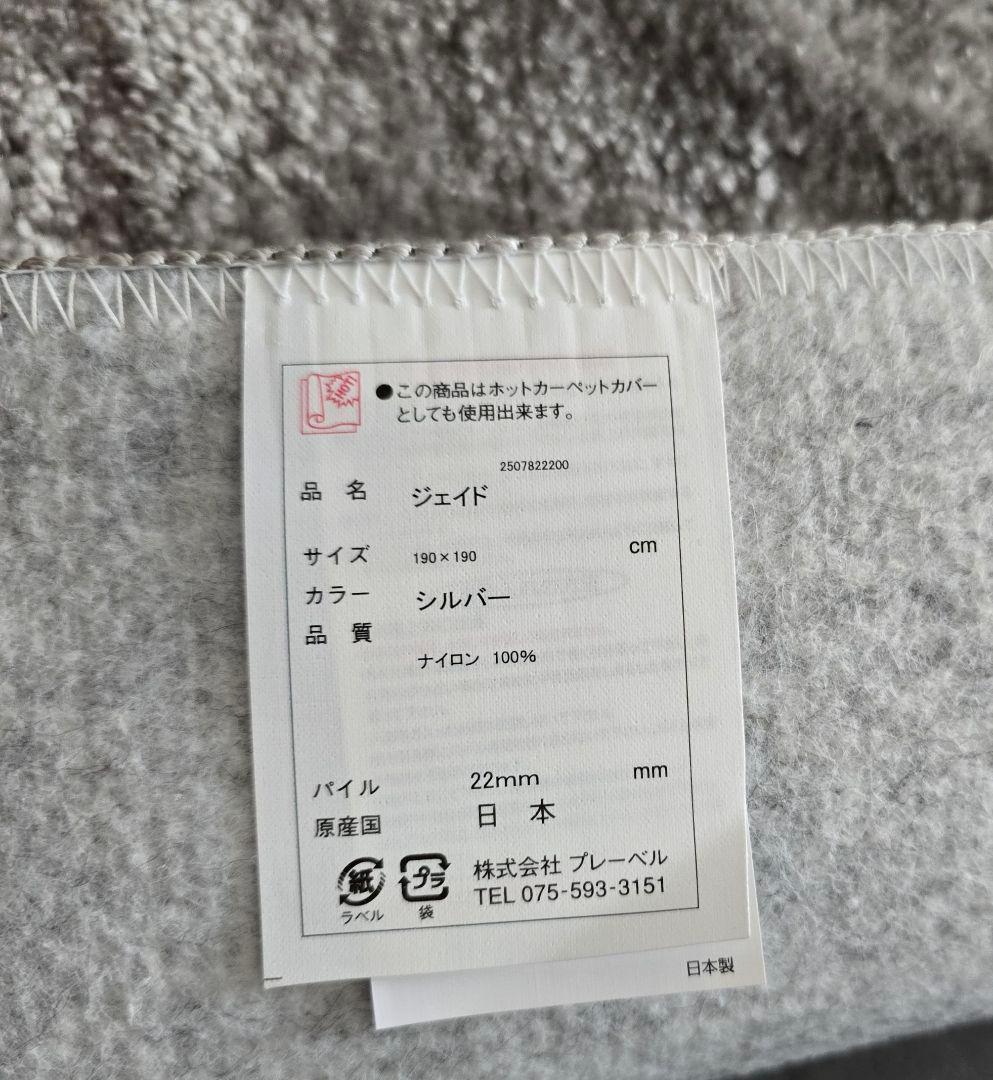 HOT!
●この商品はホットカーペットカバー
としても使用出来ます。
2507822200
品 名 ジェイド
サイズ 190×190 cm
カラー シルバー
品 質
ナイロン 100%
パイル 22mm mm
原産国 日 本
紙 プラ 株式会社 プレーベル
ラベル 袋 TEL 075-593-3151
日本製